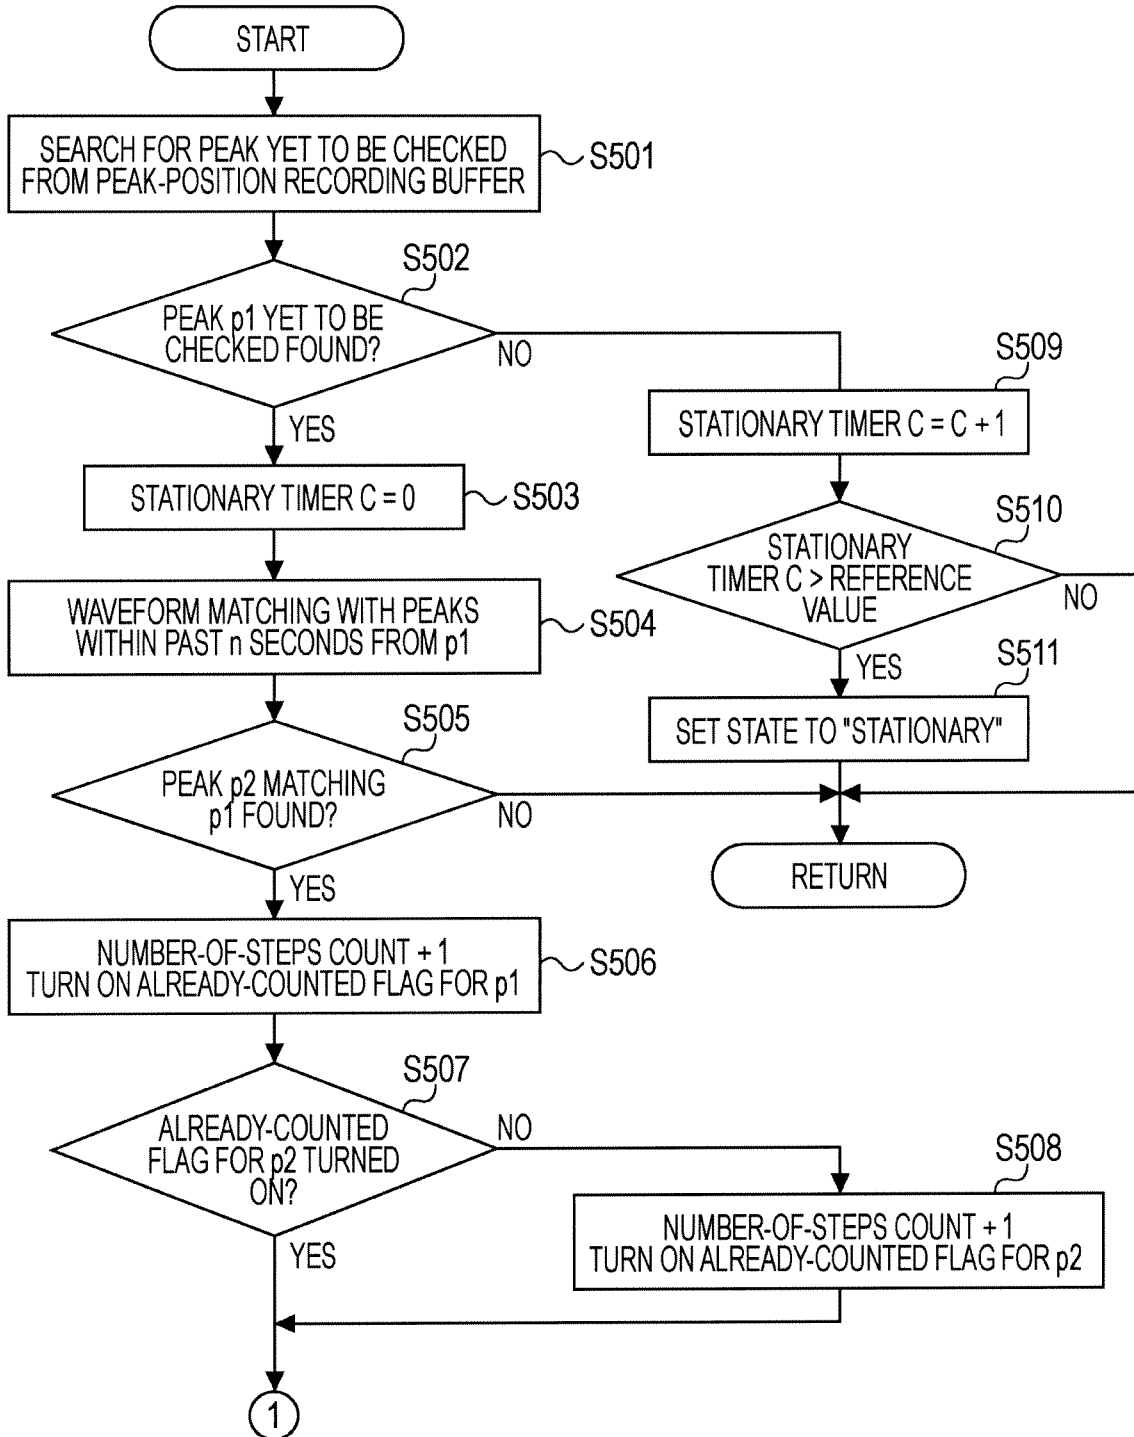 START
SEARCH FOR PEAK YET TO BE CHECKED
FROM PEAK-POSITION RECORDING BUFFER
S501
S502
PEAK p1 YET TO BE
CHECKED FOUND?
NO
YES
S509
STATIONARY TIMER C = C + 1
STATIONARY TIMER C = 0
S503
S510
STATIONARY
TIMER C > REFERENCE
VALUE
NO
YES
WAVEFORM MATCHING WITH PEAKS
WITHIN PAST n SECONDS FROM p1
S504
S511
SET STATE TO "STATIONARY"
S505
PEAK p2 MATCHING
p1 FOUND?
NO
YES
RETURN
NUMBER-OF-STEPS COUNT + 1
TURN ON ALREADY-COUNTED FLAG FOR p1
S506
S507
ALREADY-COUNTED
FLAG FOR p2 TURNED
ON?
NO
YES
S508
NUMBER-OF-STEPS COUNT + 1
TURN ON ALREADY-COUNTED FLAG FOR p2
1